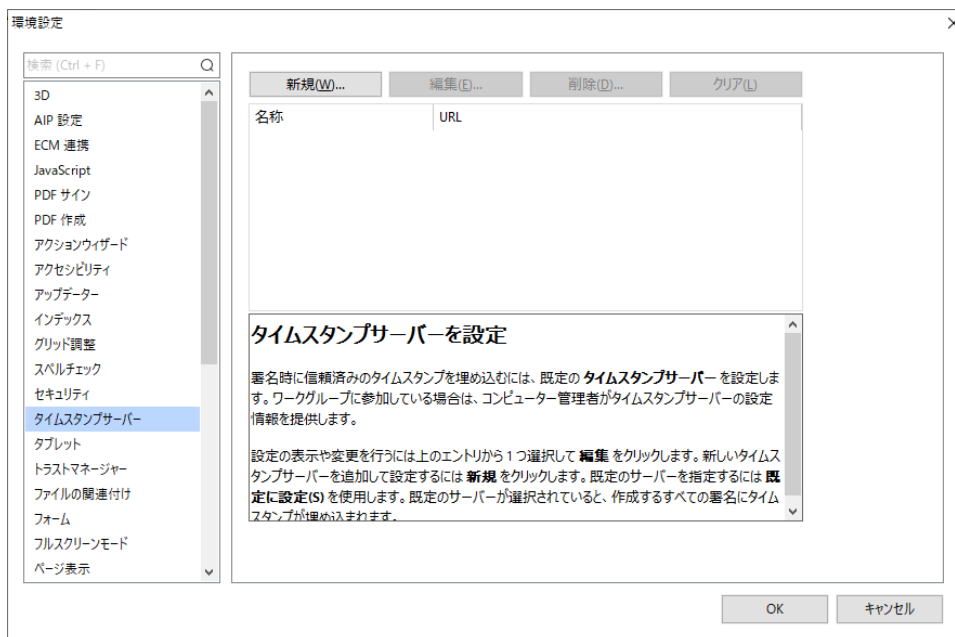 環境設定
検索 (Ctrl + F)
3D
AIP 設定
ECM 連携
JavaScript
PDF サイン
PDF 作成
アクションウィザード
アクセシビリティ
アップデーター
インデックス
グリッド調整
スペルチェック
セキュリティ
タイムスタンプサーバー
タブレット
トラストマネージャー
ファイルの関連付け
フォーム
フルスクリーンモード
ページ表示
新規(W)...
編集(E)...
削除(D)...
クリア(L)
名称
URL
タイムスタンプサーバーを設定
署名時に信頼済みのタイムスタンプを埋め込むには、既定の タイムスタンプサーバー を設定しま
す。ワークグループに参加している場合は、コンピューター管理者がタイムスタンプサーバーの設定
情報を提供します。
設定の表示や変更を行うには上のエントリから1つ選択して 編集 をクリックします。新しいタイムス
タンプサーバーを追加して設定するには 新規 をクリックします。既定のサーバーを指定するには 既
定に設定(S) を使用します。既定のサーバーが選択されていると、作成するすべての署名にタイム
スタンプが埋め込まれます。
OK
キャンセル